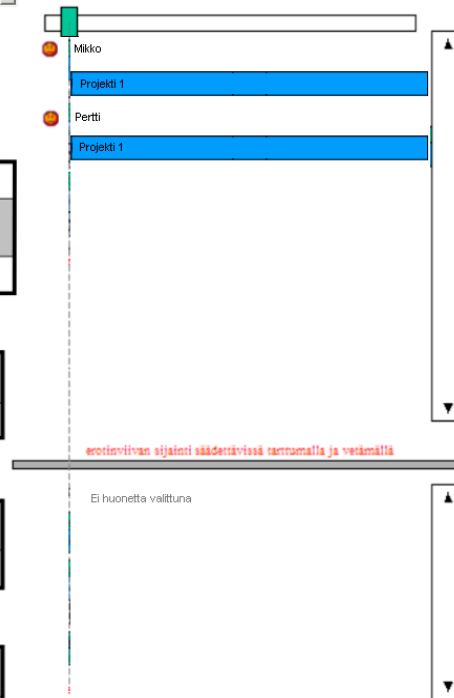 Mikko
Projekti 1
Pertti
Projekti 1
erotinviivan sijainti säädettävissä tarttumalla ja vetämällä
Ei huonetta valittuna